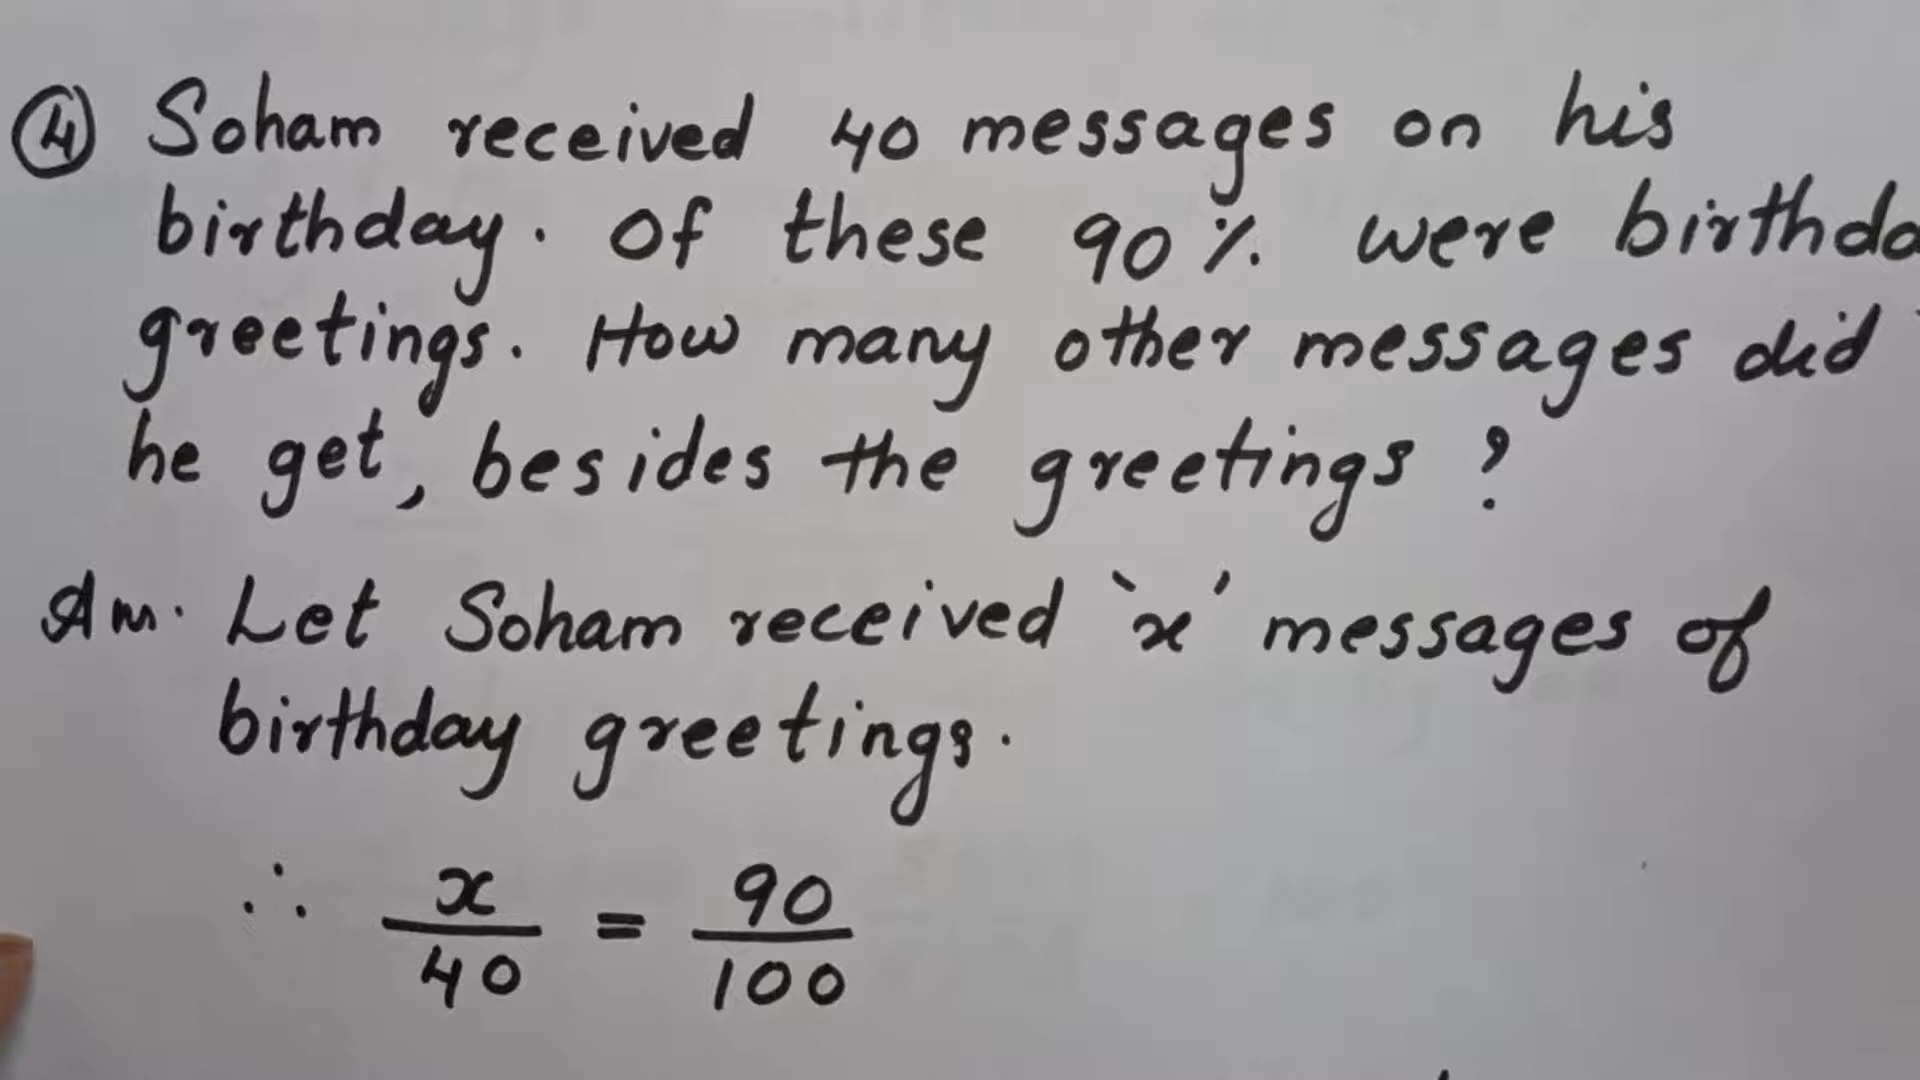 ④ Soham received 40 messages on his
birthday. Of these 90% were birthda
greetings. How many other messages did
he get, besides the greetings?
Ans. Let Soham received 'x' messages of
birthday greetings.
∴ x/40 = 90/100